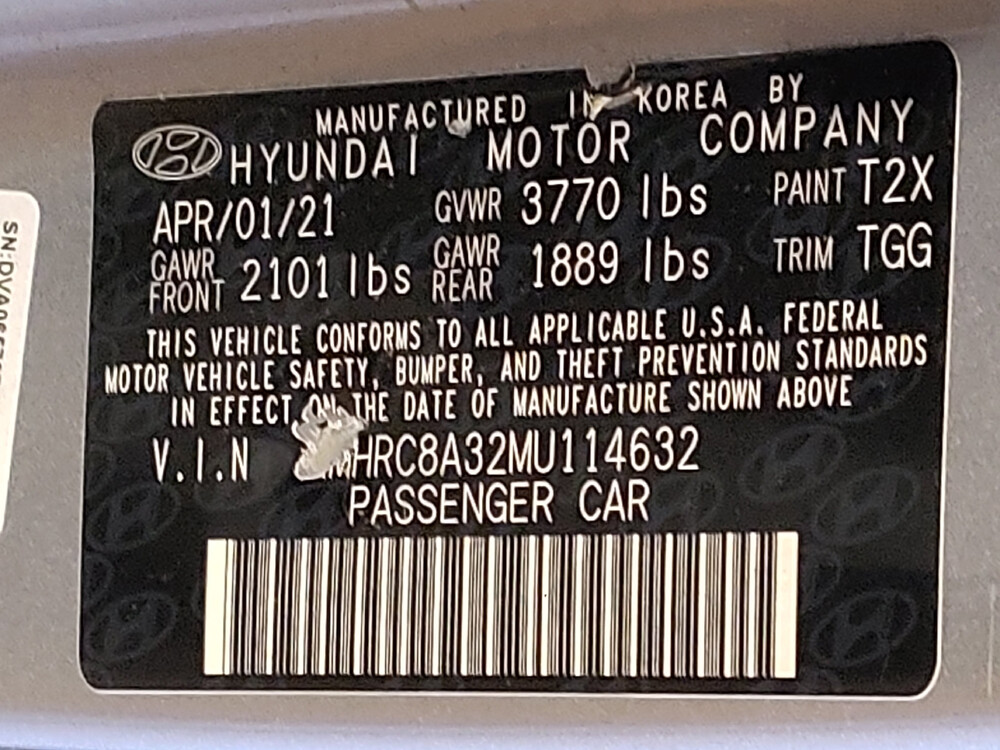 MANUFACTURED IN KOREA BY
HYUNDAI MOTOR COMPANY
APR/01/21 GVWR 3770 lbs PAINT T2X
GAWR FRONT 2101 lbs GAWR REAR 1889 lbs TRIM TGG
THIS VEHICLE CONFORMS TO ALL APPLICABLE U.S.A. FEDERAL
MOTOR VEHICLE SAFETY, BUMPER, AND THEFT PREVENTION STANDARDS
IN EFFECT ON THE DATE OF MANUFACTURE SHOWN ABOVE
V.I.N MHRC8A32MU114632
PASSENGER CAR